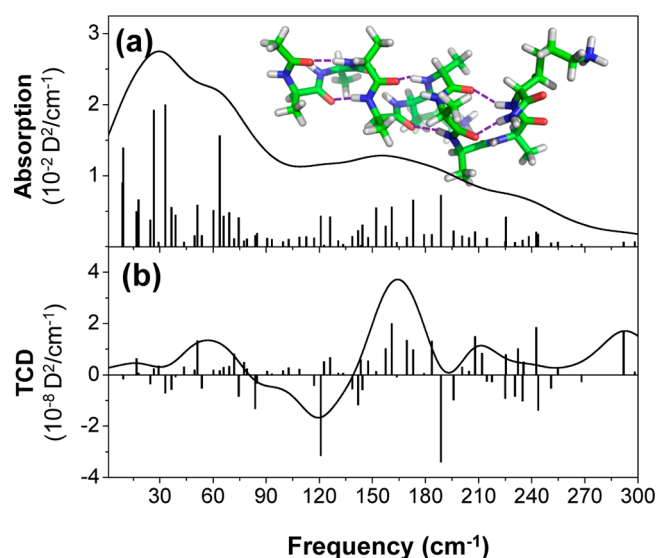 (a)
3
2
1
Absorption
(10⁻² D²/cm⁻¹)
(b)
4
2
0
-2
-4
TCD
(10⁻⁸ D²/cm⁻¹)
30 60 90 120 150 180 210 240 270 300
Frequency (cm⁻¹)